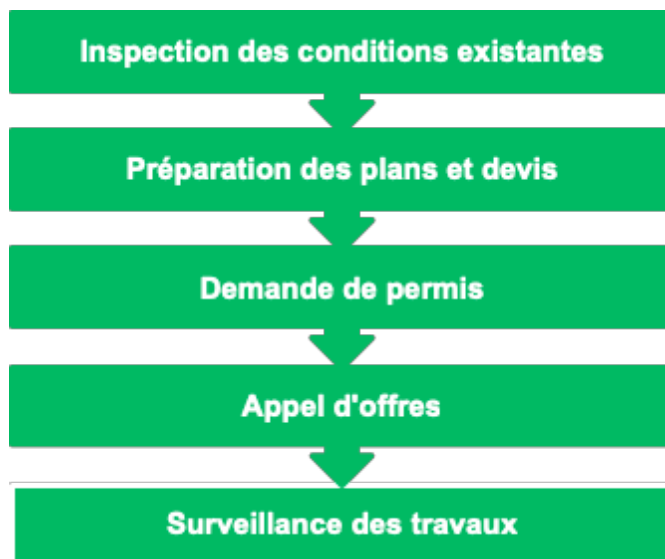 Inspection des conditions existantes
Préparation des plans et devis
Demande de permis
Appel d'offres
Surveillance des travaux